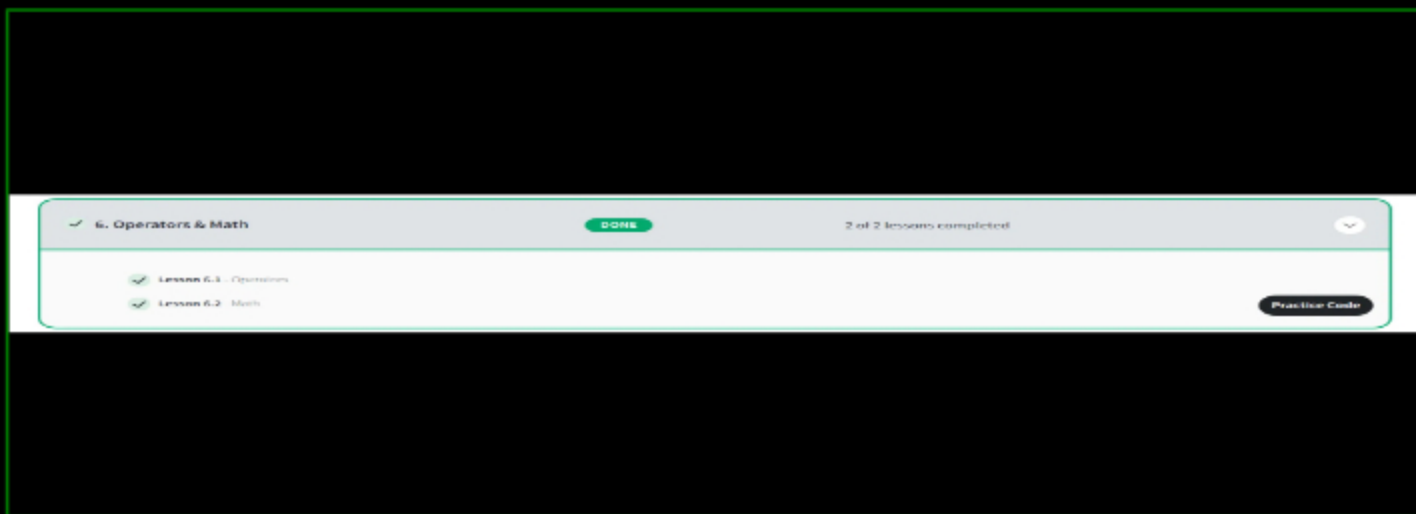 6. Operators & Math DONE 2 of 2 lessons completed
Lesson 6.1 - Operators
Lesson 6.2 - Math
Practice Code